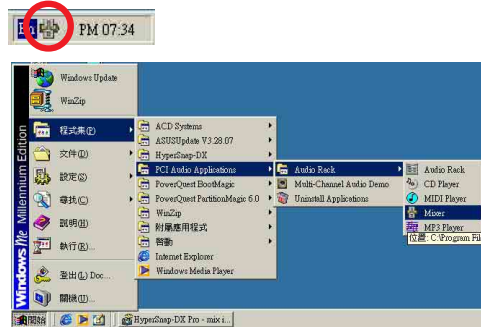 En PM 07:34
Windows Update
WinZip
程式集(P)
文件(D)
設定(S)
尋找(C)
說明(H)
執行(R)...
登出(L) Doc...
關機(U)...
Windows Me Millennium Edition
ACD Systems
ASUSUpdate V3.28.07
HyperSnap-DX
PCI Audio Applications
PowerQuest BootMagic
PowerQuest PartitionMagic 6.0
WinZip
附屬應用程式
啓動
Internet Explorer
Windows Media Player
Audio Rack
Multi-Channel Audio Demo
Uninstall Applications
Audio Rack
CD Player
MIDI Player
Mixer
MP3 Player
位置: C:\Program Fil
開始
HyperSnap-DX Pro - mix i...